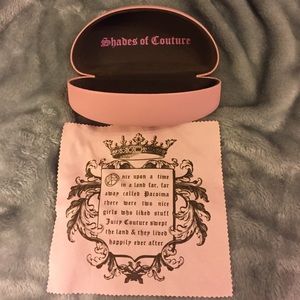 Shades of Couture
Once upon a time
in a land far, far
away called Pacoima
there were two nice
girls who liked stuff
Juicy Couture swept
the land & they lived
happily ever after